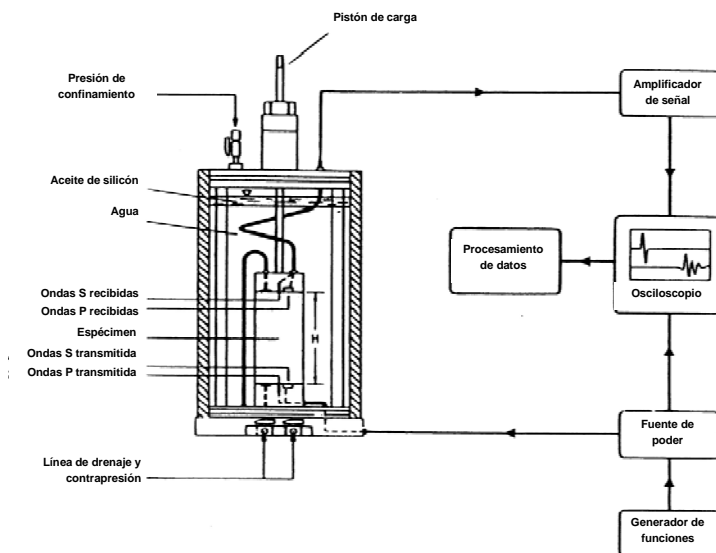 Pistón de carga
Presión de
confinamiento
Amplificador
de señal
Aceite de silicón
Agua
Procesamiento
de datos
Osciloscopio
Ondas S recibidas
Ondas P recibidas
Espécimen
H
Ondas S transmitida
Ondas P transmitida
Fuente de
poder
Línea de drenaje y
contrapresión
Generador de
funciones